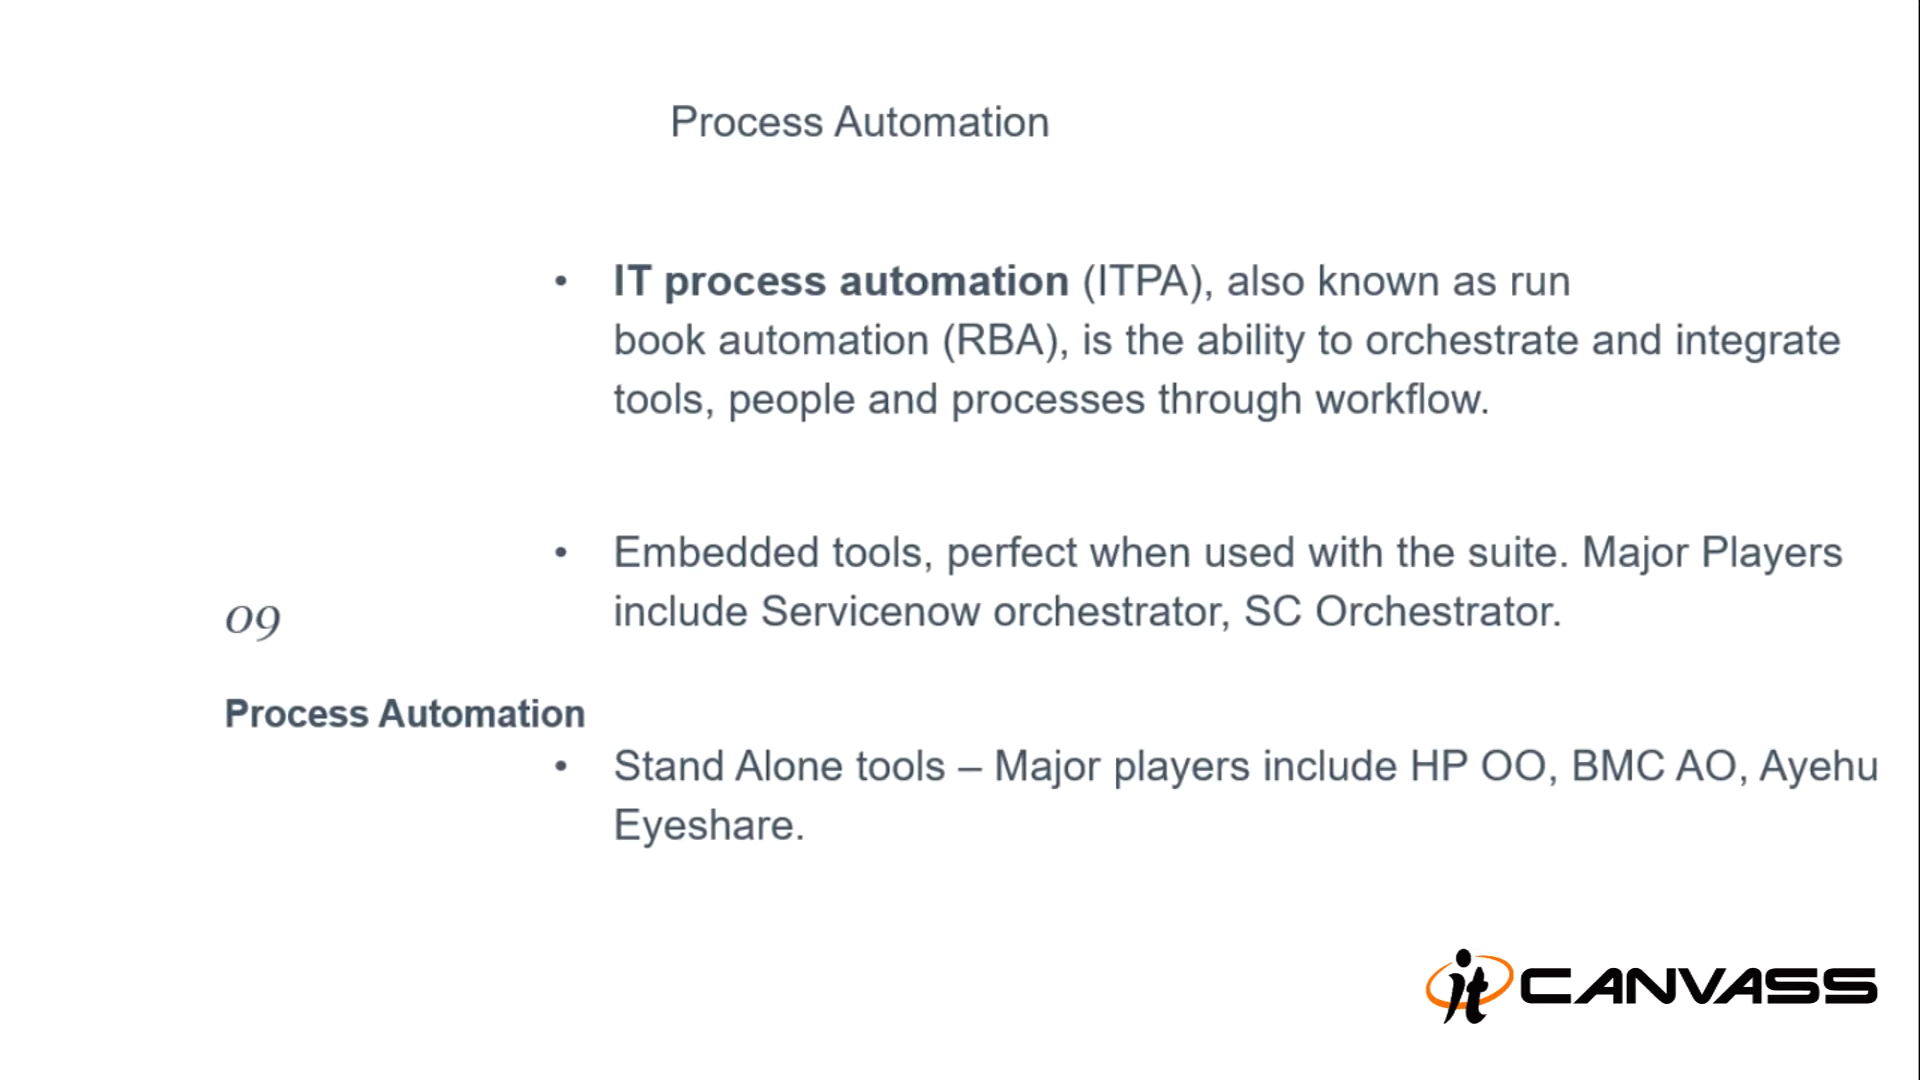 Process Automation
• IT process automation (ITPA), also known as run
book automation (RBA), is the ability to orchestrate and integrate
tools, people and processes through workflow.
• Embedded tools, perfect when used with the suite. Major Players
include Servicenow orchestrator, SC Orchestrator.
09
Process Automation
• Stand Alone tools – Major players include HP OO, BMC AO, Ayehu
Eyeshare.
it CANVASS